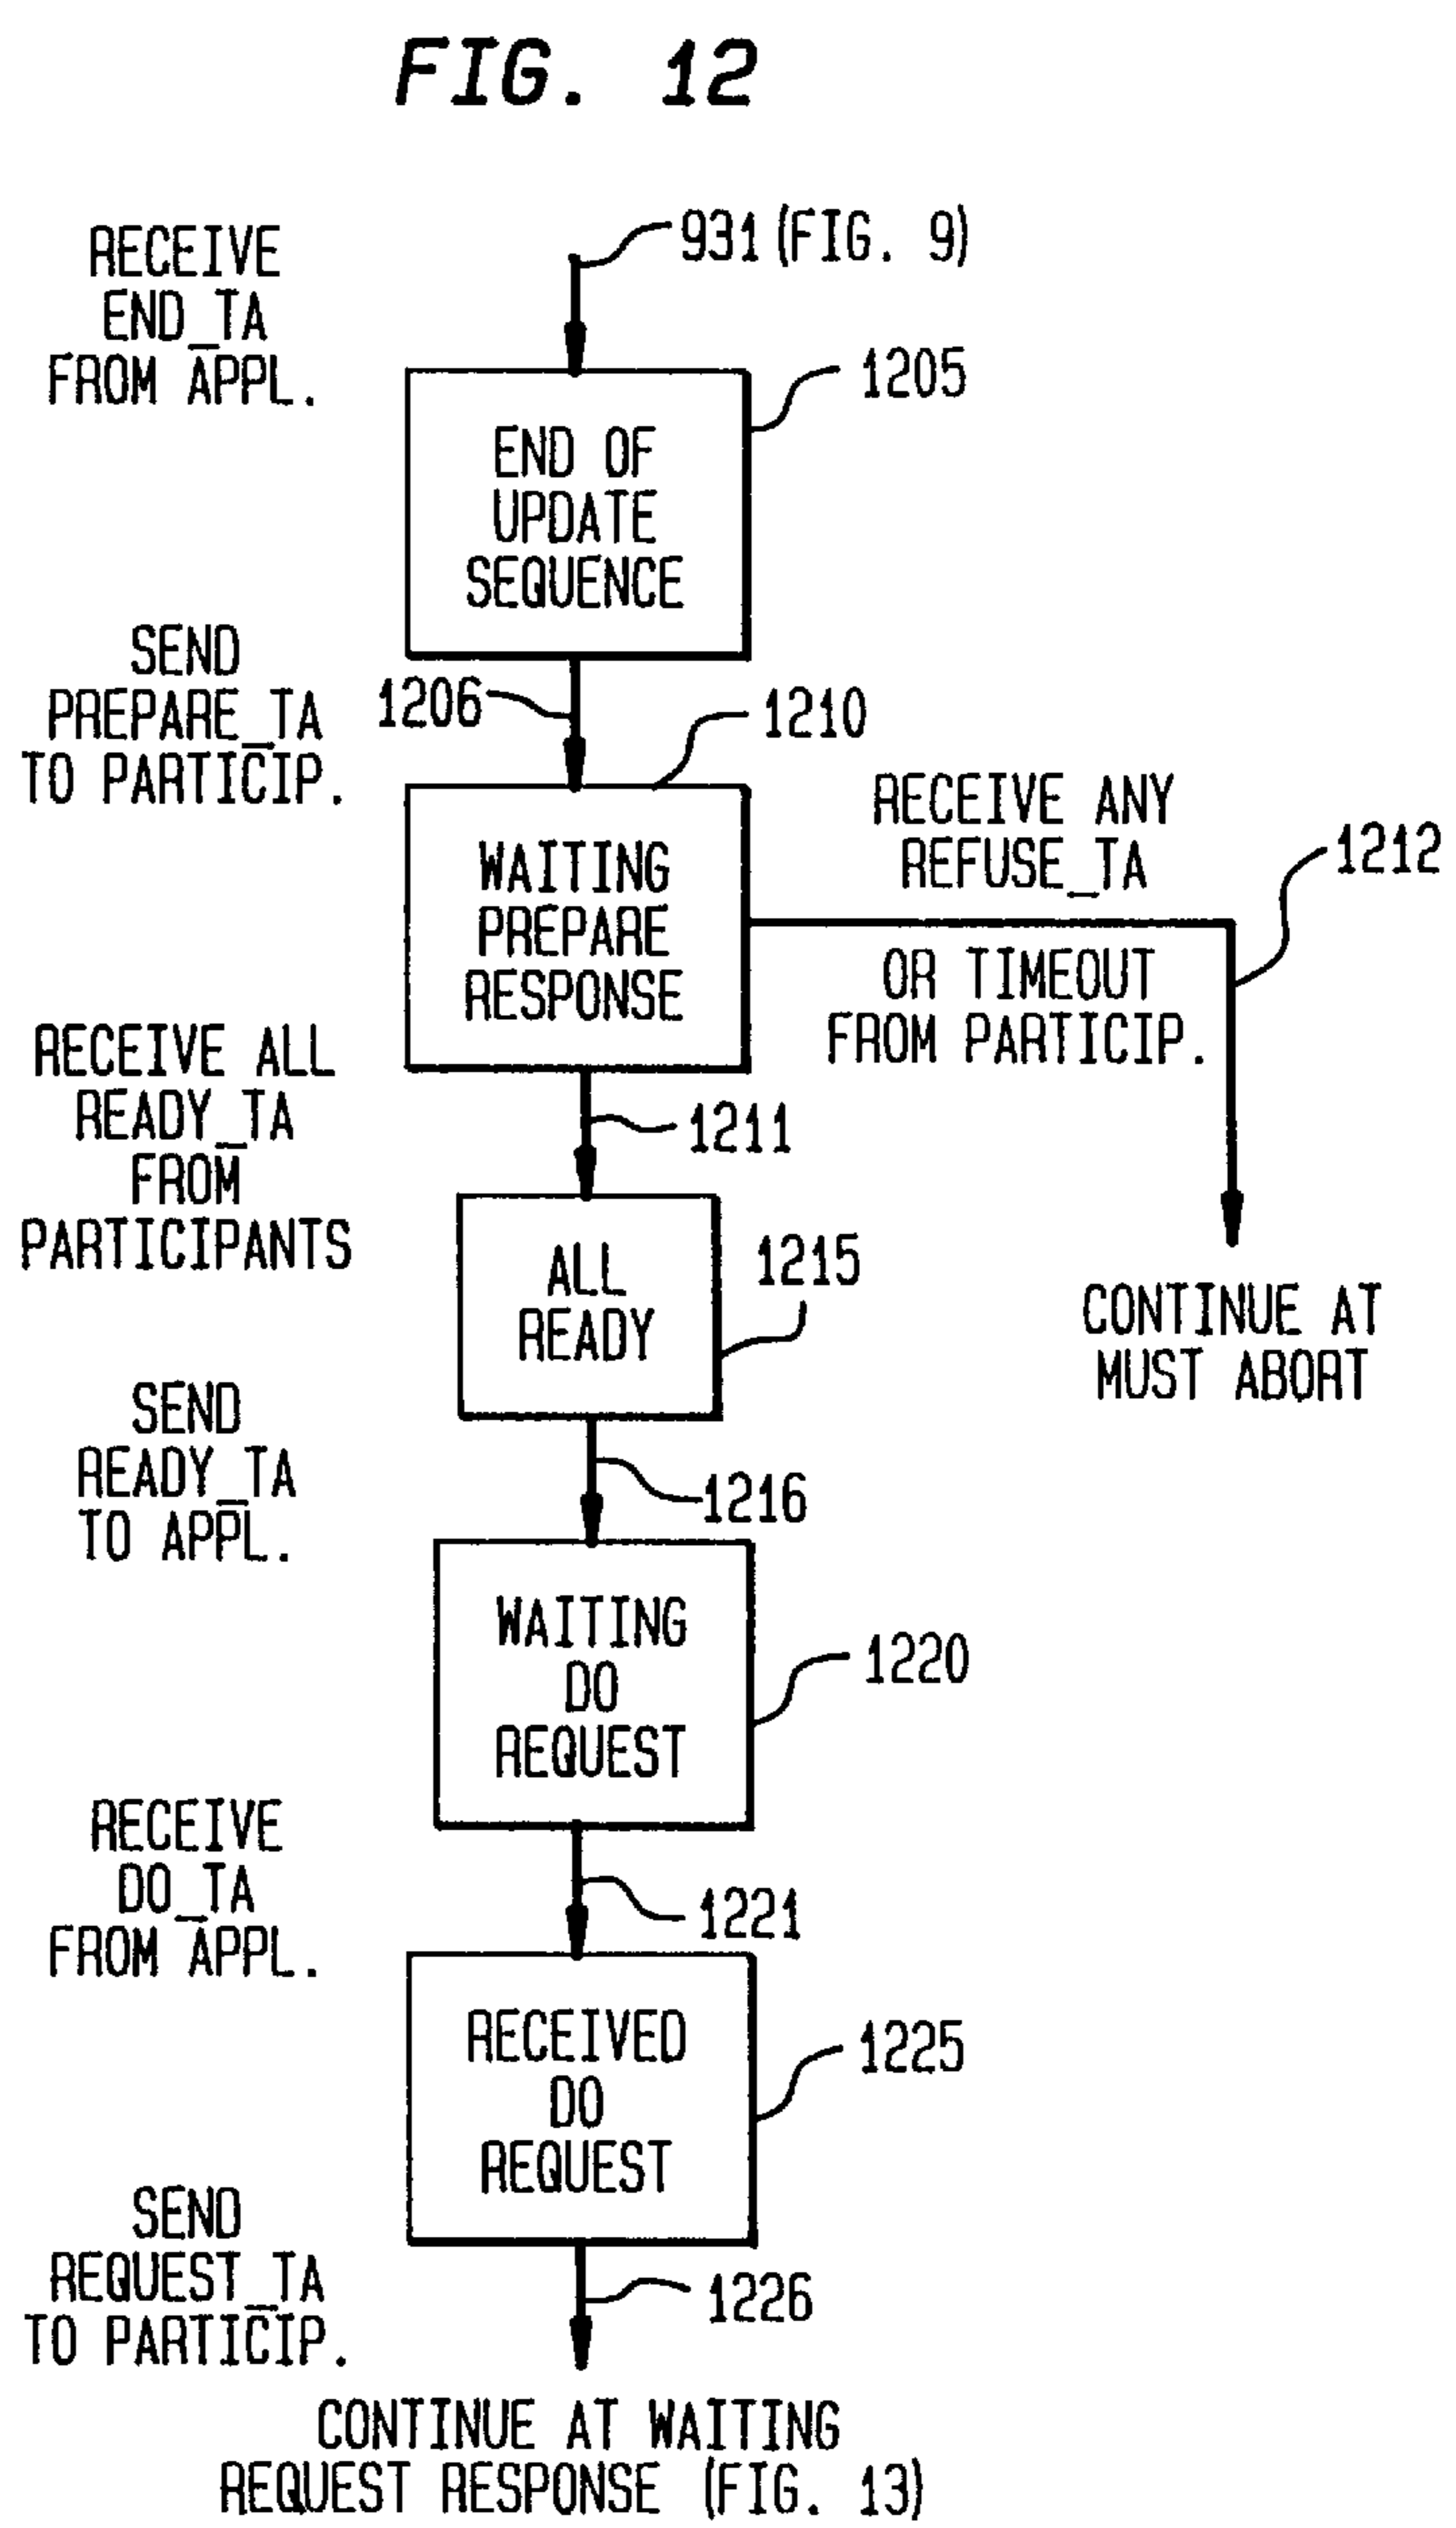 FIG. 12
931 (FIG. 9)
RECEIVE
END_TA
FROM APPL.
1205
END OF
UPDATE
SEQUENCE
SEND
PREPARE_TA
TO PARTICIP.
1206
1210
WAITING
PREPARE
RESPONSE
RECEIVE ANY
REFUSE_TA
OR TIMEOUT
FROM PARTICIP.
1212
RECEIVE ALL
READY_TA
FROM
PARTICIPANTS
1211
ALL
READY
1215
CONTINUE AT
MUST ABORT
SEND
READY_TA
TO APPL.
1216
WAITING
DO
REQUEST
1220
RECEIVE
DO_TA
FROM APPL.
1221
RECEIVED
DO
REQUEST
1225
SEND
REQUEST_TA
TO PARTICIP.
1226
CONTINUE AT WAITING
REQUEST RESPONSE (FIG. 13)